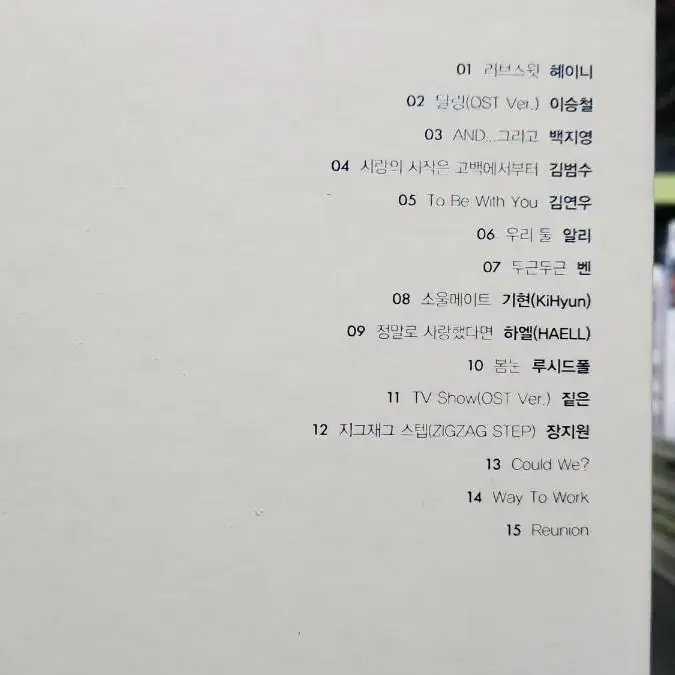 01 러브스윗 혜이니
02 달링(OST Ver.) 이승철
03 AND...그리고 백지영
04 사랑의 시작은 고백에서부터 김범수
05 To Be With You 김연우
06 우리 둘 알리
07 두근두근 벤
08 소울메이트 기현(KiHyun)
09 정말로 사랑했다면 하엘(HAELL)
10 봄눈 루시드폴
11 TV Show(OST Ver.) 짙은
12 지그재그 스텝(ZIGZAG STEP) 장지원
13 Could We?
14 Way To Work
15 Reunion